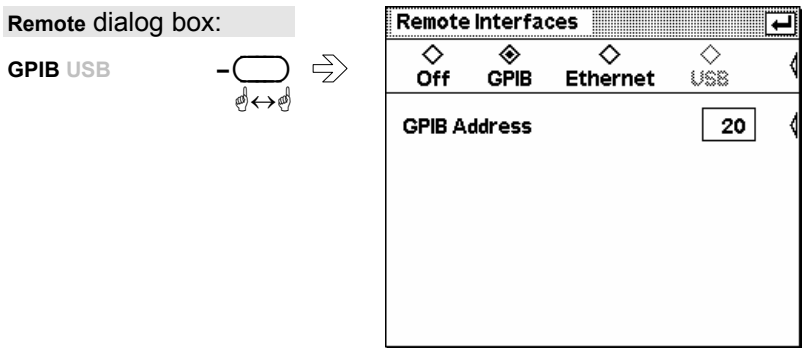 Remote dialog box:
GPIB USB
Remote Interfaces
Off GPIB Ethernet USB
GPIB Address 20